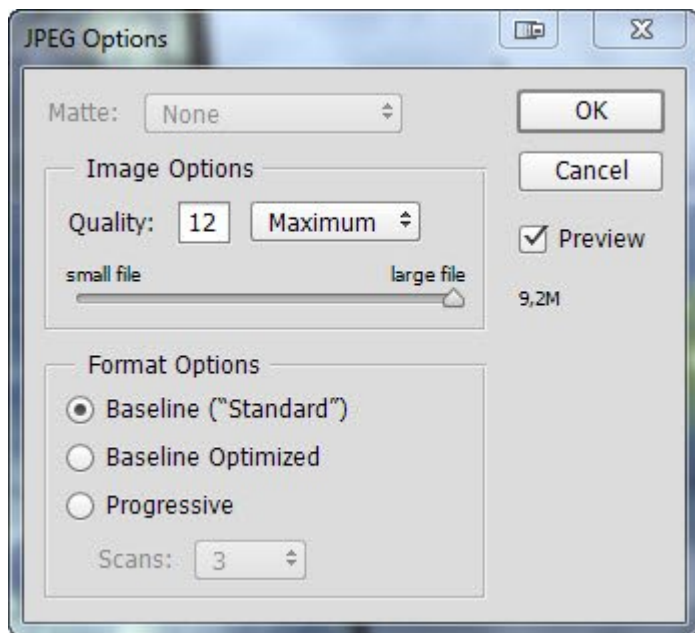 JPEG Options
Matte: None
OK
Image Options
Cancel
Quality: 12 Maximum
Preview
small file large file
9,2M
Format Options
Baseline (“Standard”)
Baseline Optimized
Progressive
Scans: 3